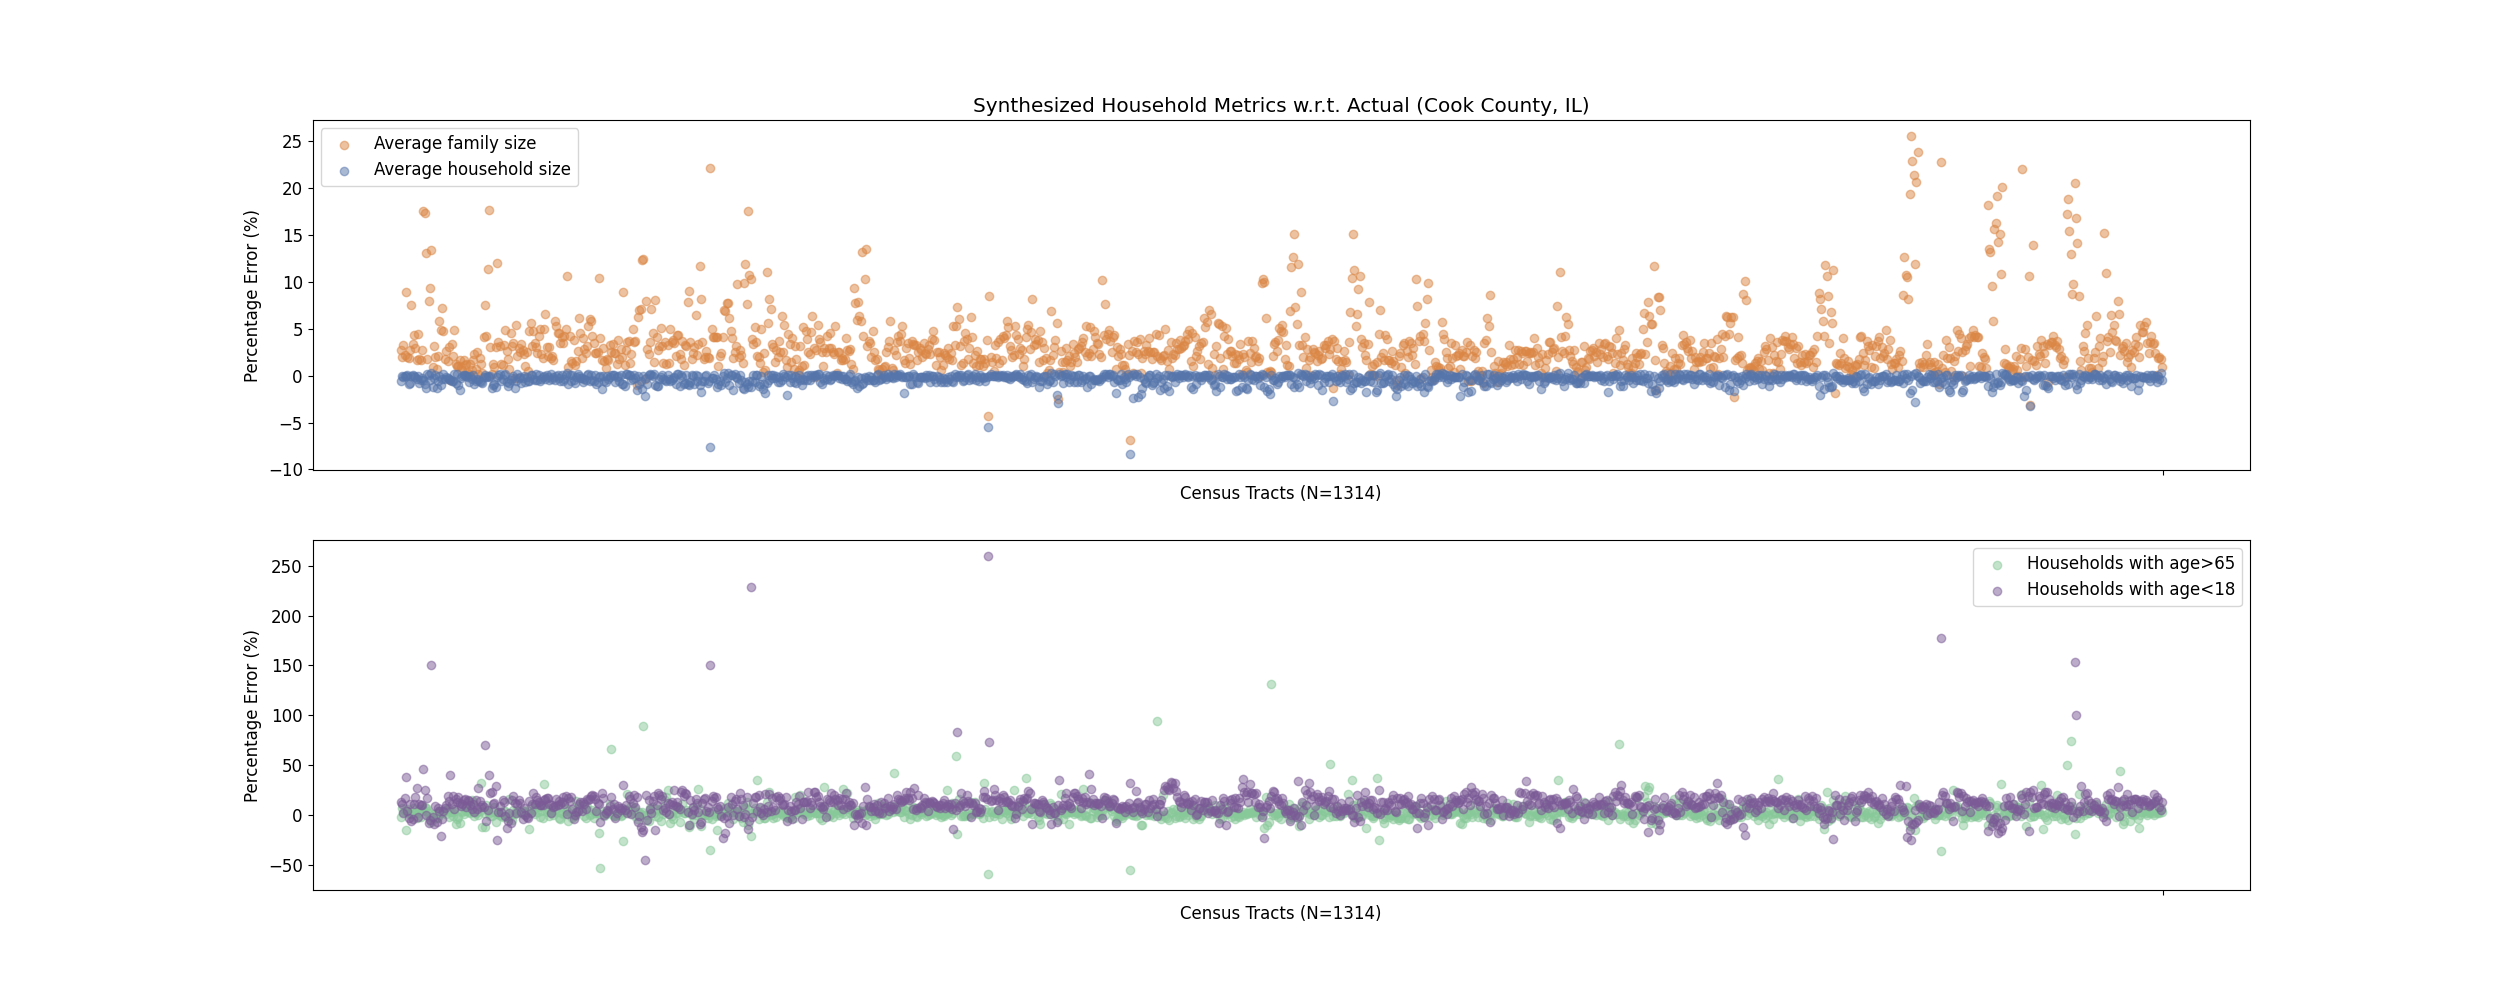 Synthesized Household Metrics w.r.t. Actual (Cook County, IL)
Average family size
Average household size
Percentage Error (%)
25
20
15
10
5
0
−5
−10
Census Tracts (N=1314)
Households with age>65
Households with age<18
Percentage Error (%)
250
200
150
100
50
0
−50
Census Tracts (N=1314)